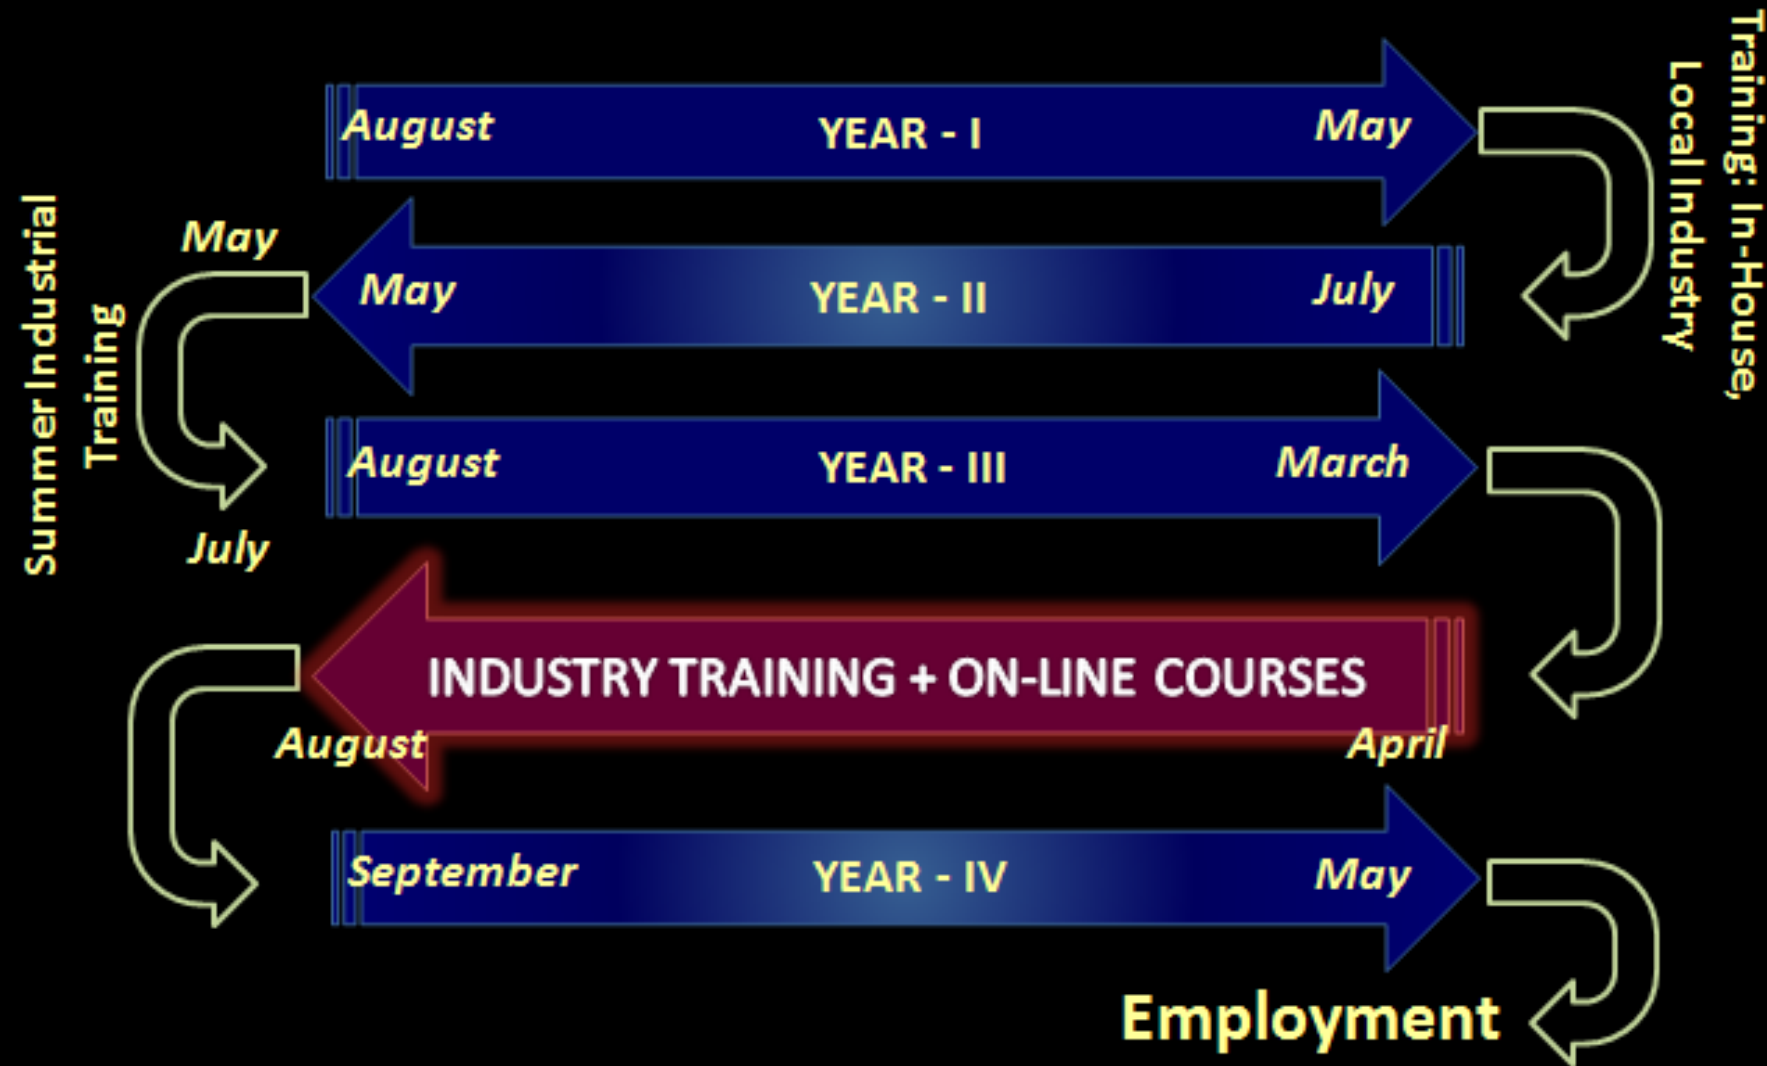 August YEAR - I May
Training: In-House,
Local Industry
May YEAR - II July
May
Summer Industrial
Training
July
August YEAR - III March
INDUSTRY TRAINING + ON-LINE COURSES
August April
September YEAR - IV May
Employment